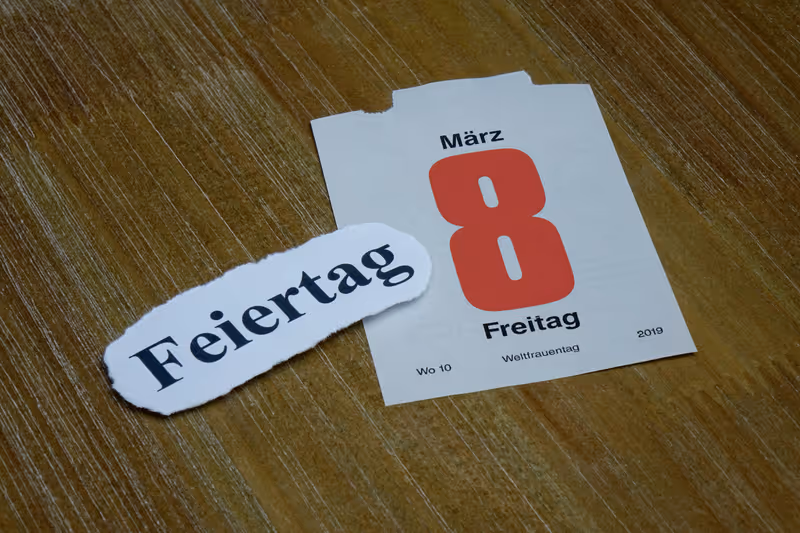 Feiertag
März
8
Freitag
Wo 10 Weltfrauentag 2019